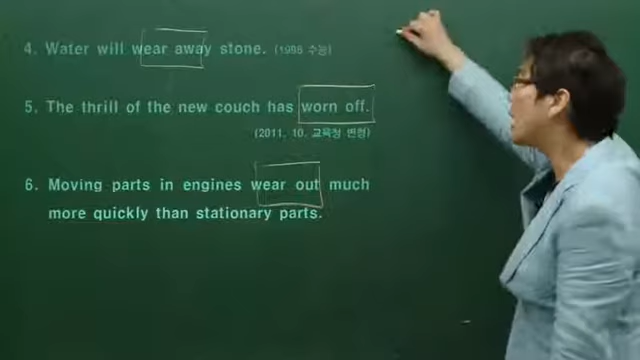 4. Water will wear away stone. (1995 수능)
5. The thrill of the new couch has worn off.
(2011. 10. 교육청 변형)
6. Moving parts in engines wear out much
more quickly than stationary parts.